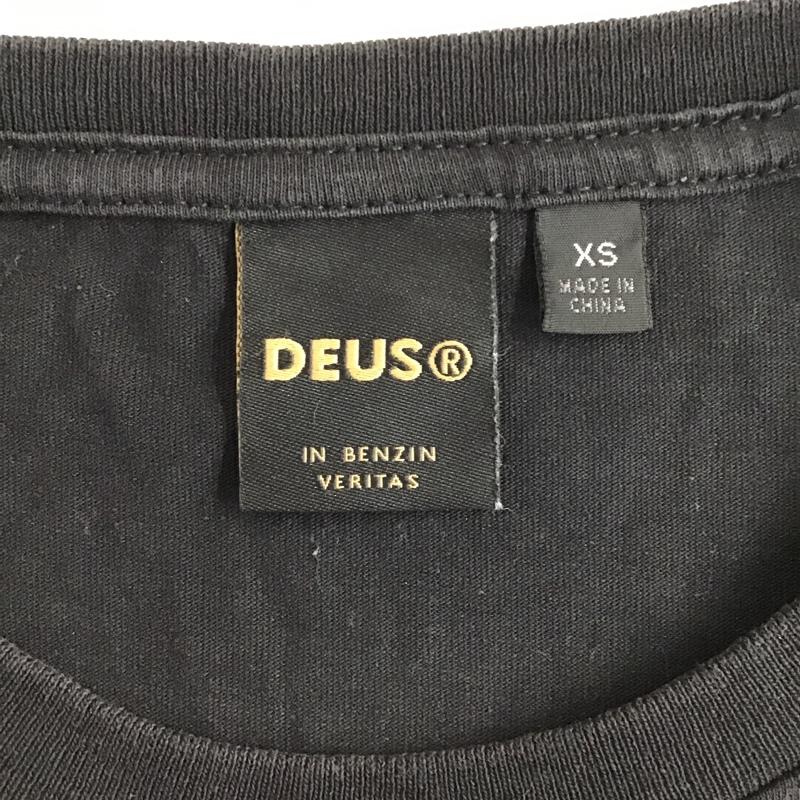 DEUS®
IN BENZIN
VERITAS
XS
MADE IN
CHINA